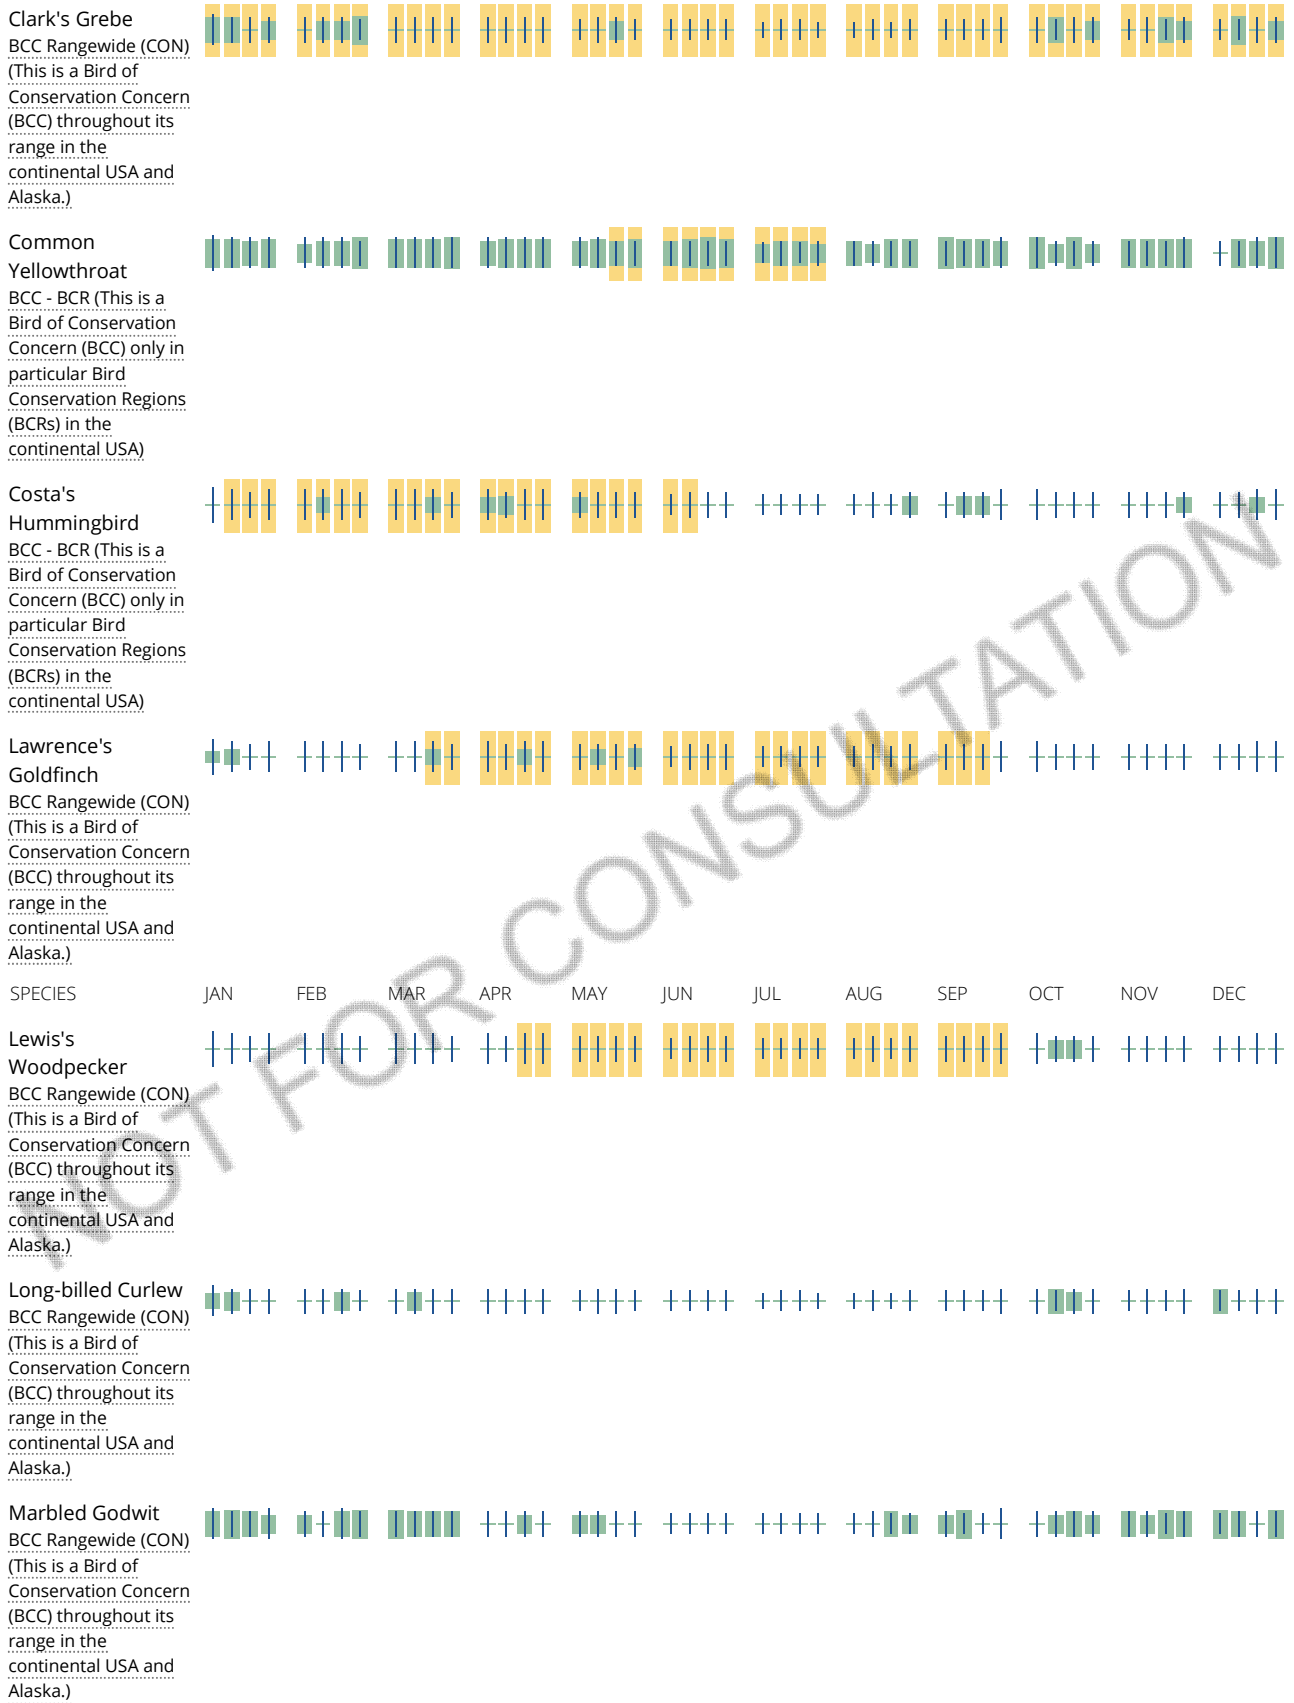 Clark's Grebe
BCC Rangewide (CON)
(This is a Bird of
Conservation Concern
(BCC) throughout its
range in the
continental USA and
Alaska.)
Common
Yellowthroat
BCC - BCR (This is a
Bird of Conservation
Concern (BCC) only in
particular Bird
Conservation Regions
(BCRs) in the
continental USA)
Costa's
Hummingbird
BCC - BCR (This is a
Bird of Conservation
Concern (BCC) only in
particular Bird
Conservation Regions
(BCRs) in the
continental USA)
Lawrence's
Goldfinch
BCC Rangewide (CON)
(This is a Bird of
Conservation Concern
(BCC) throughout its
range in the
continental USA and
Alaska.)
SPECIES JAN FEB MAR APR MAY JUN JUL AUG SEP OCT NOV DEC
Lewis's
Woodpecker
BCC Rangewide (CON)
(This is a Bird of
Conservation Concern
(BCC) throughout its
range in the
continental USA and
Alaska.)
Long-billed Curlew
BCC Rangewide (CON)
(This is a Bird of
Conservation Concern
(BCC) throughout its
range in the
continental USA and
Alaska.)
Marbled Godwit
BCC Rangewide (CON)
(This is a Bird of
Conservation Concern
(BCC) throughout its
range in the
continental USA and
Alaska.)
NOT FOR CONSULTATION